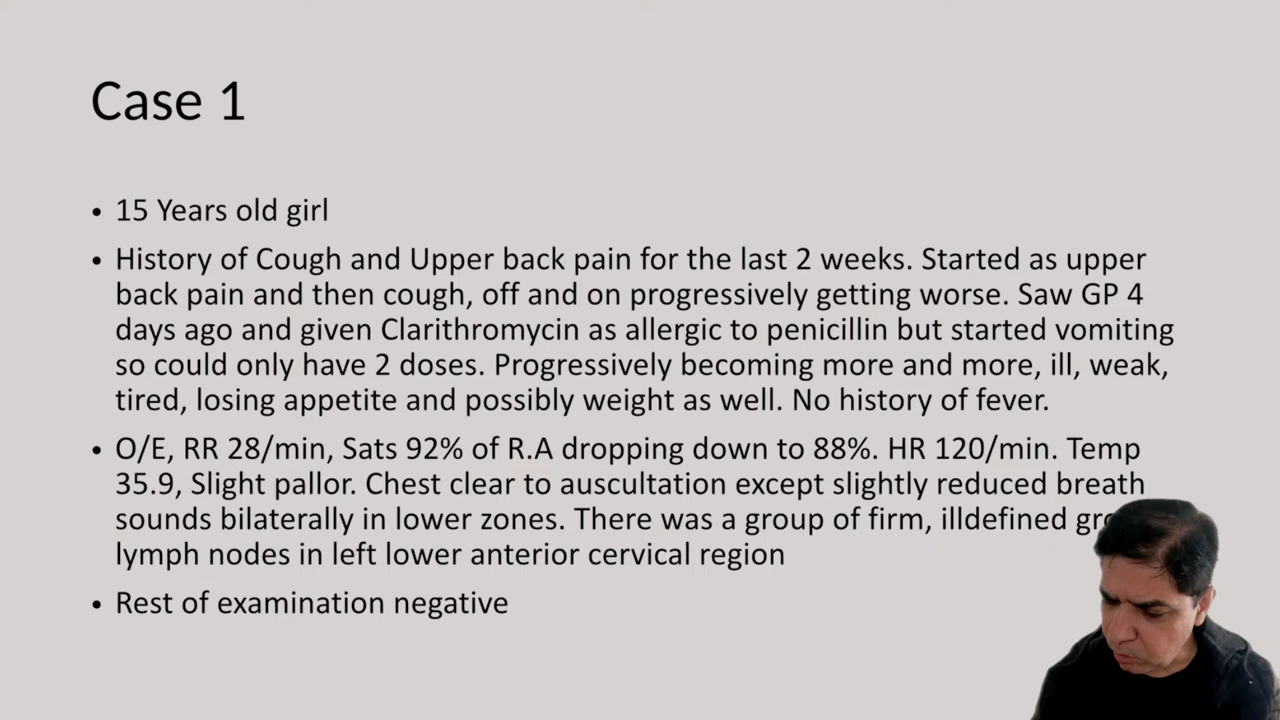 Case 1
• 15 Years old girl
• History of Cough and Upper back pain for the last 2 weeks. Started as upper
back pain and then cough, off and on progressively getting worse. Saw GP 4
days ago and given Clarithromycin as allergic to penicillin but started vomiting
so could only have 2 doses. Progressively becoming more and more, ill, weak,
tired, losing appetite and possibly weight as well. No history of fever.
• O/E, RR 28/min, Sats 92% of R.A dropping down to 88%. HR 120/min. Temp
35.9, Slight pallor. Chest clear to auscultation except slightly reduced breath
sounds bilaterally in lower zones. There was a group of firm, illdefined
lymph nodes in left lower anterior cervical region
• Rest of examination negative